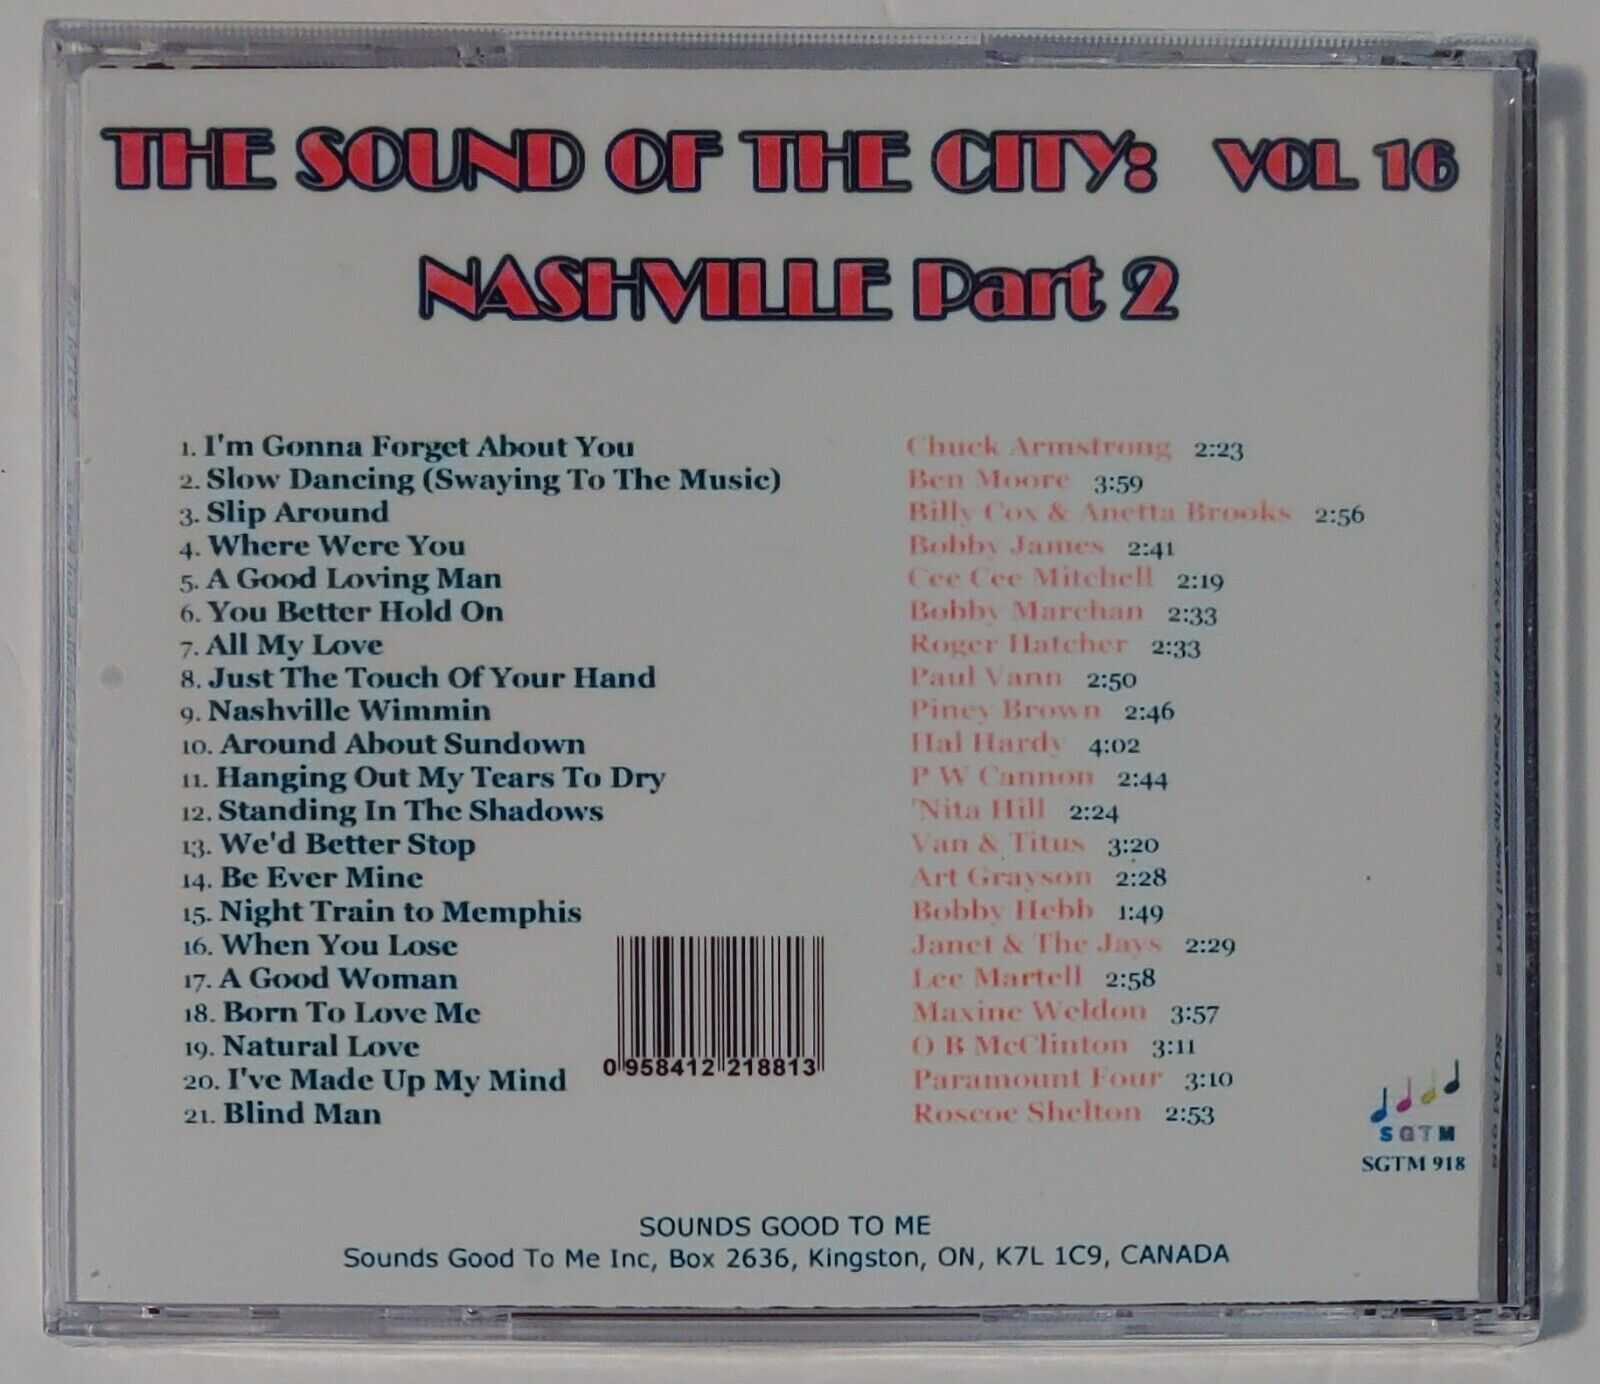 THE SOUND OF THE CITY: VOL 16
NASHVILLE Part 2
1. I'm Gonna Forget About You Chuck Armstrong 2:23
2. Slow Dancing (Swaying To The Music) Ben Moore 3:59
3. Slip Around Billy Cox & Anetta Brooks 2:56
4. Where Were You Bobby James 2:41
5. A Good Loving Man Cee Cee Mitchell 2:19
6. You Better Hold On Bobby Marchan 2:33
7. All My Love Roger Hatcher 2:33
8. Just The Touch Of Your Hand Paul Vann 2:50
9. Nashville Wimmin Piney Brown 2:46
10. Around About Sundown Hal Hardy 4:02
11. Hanging Out My Tears To Dry P W Cannon 2:44
12. Standing In The Shadows 'Nita Hill 2:24
13. We'd Better Stop Van & Titus 3:20
14. Be Ever Mine Art Grayson 2:28
15. Night Train to Memphis Bobby Hebb 1:49
16. When You Lose Janet & The Jays 2:29
17. A Good Woman Lee Martell 2:58
18. Born To Love Me Maxine Weldon 3:57
19. Natural Love O B McClinton 3:11
20. I've Made Up My Mind Paramount Four 3:10
21. Blind Man Roscoe Shelton 2:53
0 958412 218813
SGTM
SGTM 918
SOUNDS GOOD TO ME
Sounds Good To Me Inc, Box 2636, Kingston, ON, K7L 1C9, CANADA